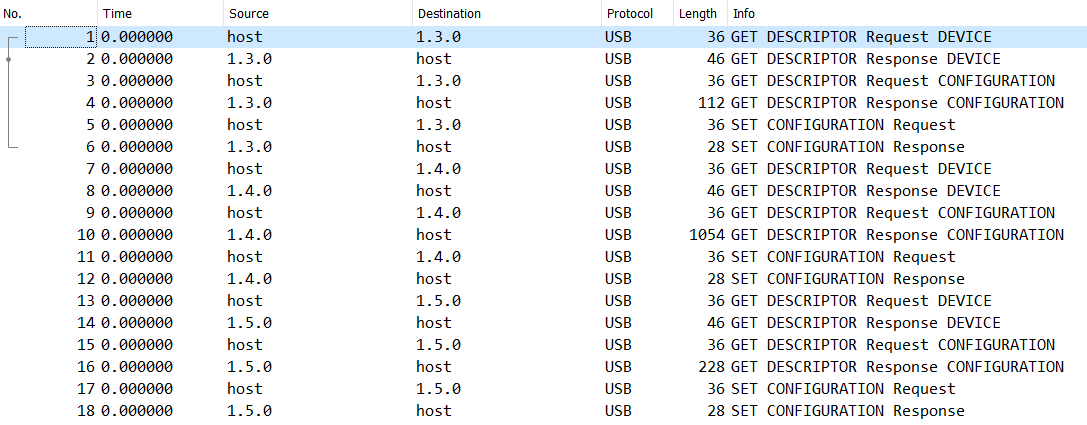 No. Time Source Destination Protocol Length Info
1 0.000000 host 1.3.0 USB 36 GET DESCRIPTOR Request DEVICE
2 0.000000 1.3.0 host USB 46 GET DESCRIPTOR Response DEVICE
3 0.000000 host 1.3.0 USB 36 GET DESCRIPTOR Request CONFIGURATION
4 0.000000 1.3.0 host USB 112 GET DESCRIPTOR Response CONFIGURATION
5 0.000000 host 1.3.0 USB 36 SET CONFIGURATION Request
6 0.000000 1.3.0 host USB 28 SET CONFIGURATION Response
7 0.000000 host 1.4.0 USB 36 GET DESCRIPTOR Request DEVICE
8 0.000000 1.4.0 host USB 46 GET DESCRIPTOR Response DEVICE
9 0.000000 host 1.4.0 USB 36 GET DESCRIPTOR Request CONFIGURATION
10 0.000000 1.4.0 host USB 1054 GET DESCRIPTOR Response CONFIGURATION
11 0.000000 host 1.4.0 USB 36 SET CONFIGURATION Request
12 0.000000 1.4.0 host USB 28 SET CONFIGURATION Response
13 0.000000 host 1.5.0 USB 36 GET DESCRIPTOR Request DEVICE
14 0.000000 1.5.0 host USB 46 GET DESCRIPTOR Response DEVICE
15 0.000000 host 1.5.0 USB 36 GET DESCRIPTOR Request CONFIGURATION
16 0.000000 1.5.0 host USB 228 GET DESCRIPTOR Response CONFIGURATION
17 0.000000 host 1.5.0 USB 36 SET CONFIGURATION Request
18 0.000000 1.5.0 host USB 28 SET CONFIGURATION Response